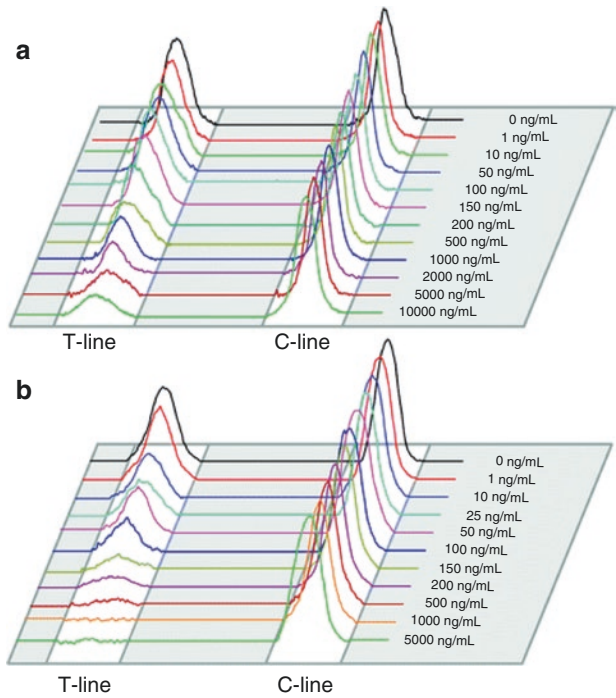 a
0 ng/mL
1 ng/mL
10 ng/mL
50 ng/mL
100 ng/mL
150 ng/mL
200 ng/mL
500 ng/mL
1000 ng/mL
2000 ng/mL
5000 ng/mL
10000 ng/mL
T-line C-line
b
0 ng/mL
1 ng/mL
10 ng/mL
25 ng/mL
50 ng/mL
100 ng/mL
150 ng/mL
200 ng/mL
500 ng/mL
1000 ng/mL
5000 ng/mL
T-line C-line